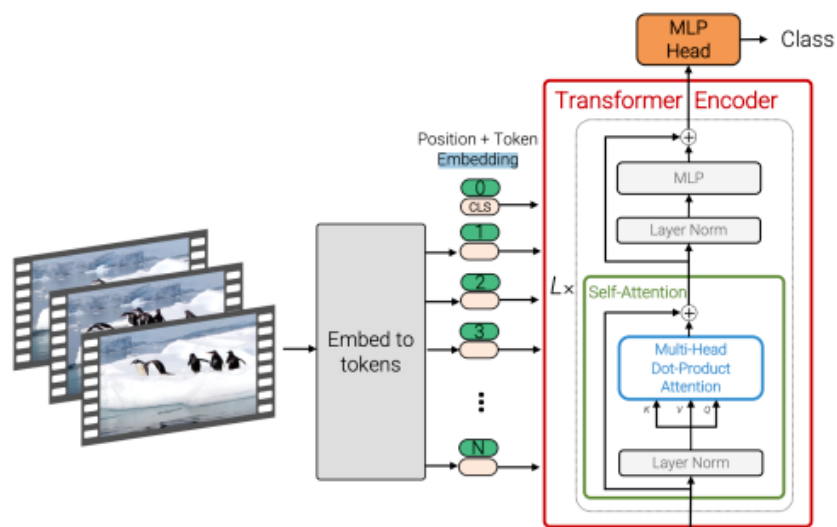 MLP
Head
Class
Transformer Encoder
Position + Token
Embedding
0
CLS
1
2
3
N
Embed to
tokens
L×
MLP
Layer Norm
Self-Attention
Multi-Head
Dot-Product
Attention
K V Q
Layer Norm